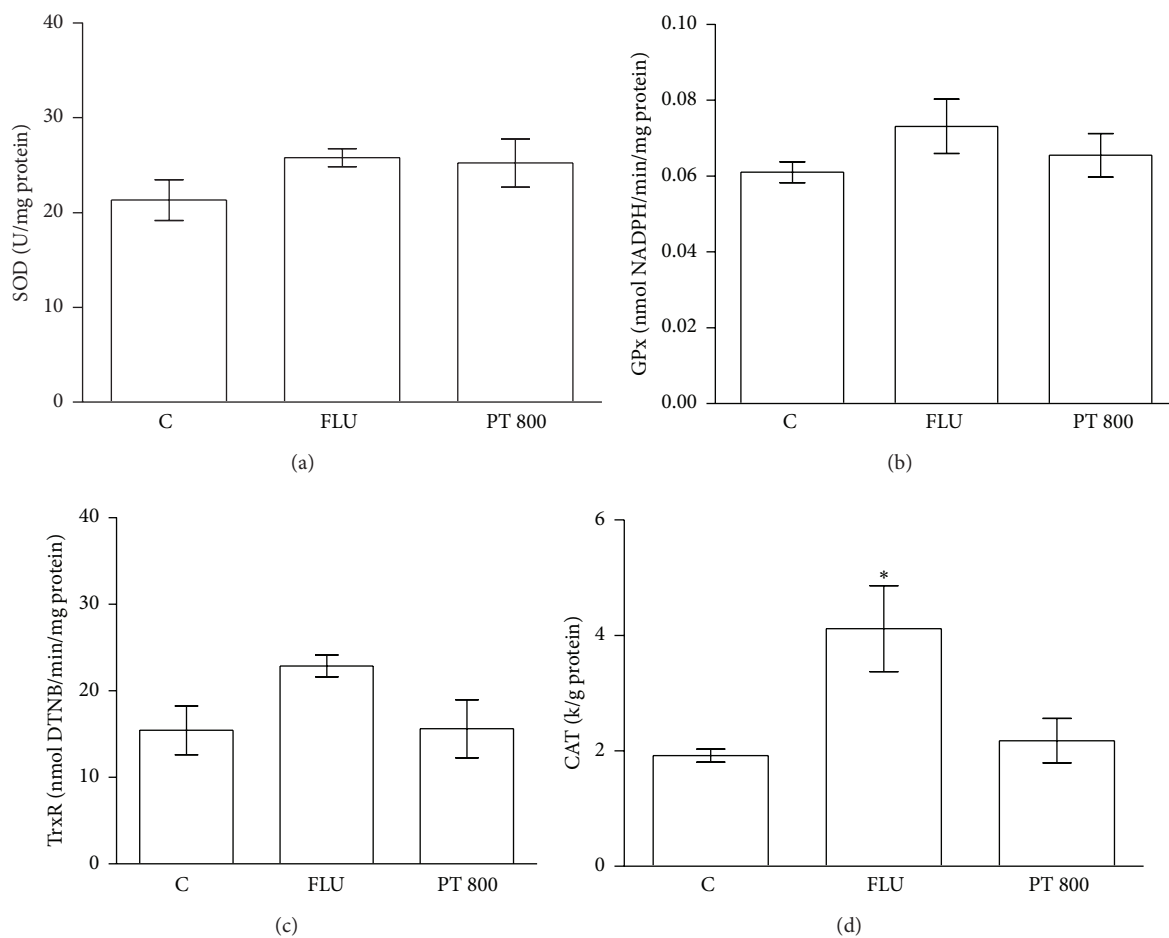 SOD (U/mg protein)
40
30
20
10
0
C FLU PT 800
(a)
GPx (nmol NADPH/min/mg protein)
0.10
0.08
0.06
0.04
0.02
0.00
C FLU PT 800
(b)
TrxR (nmol DTNB/min/mg protein)
40
30
20
10
0
C FLU PT 800
(c)
CAT (k/g protein)
6
4
2
0
*
C FLU PT 800
(d)